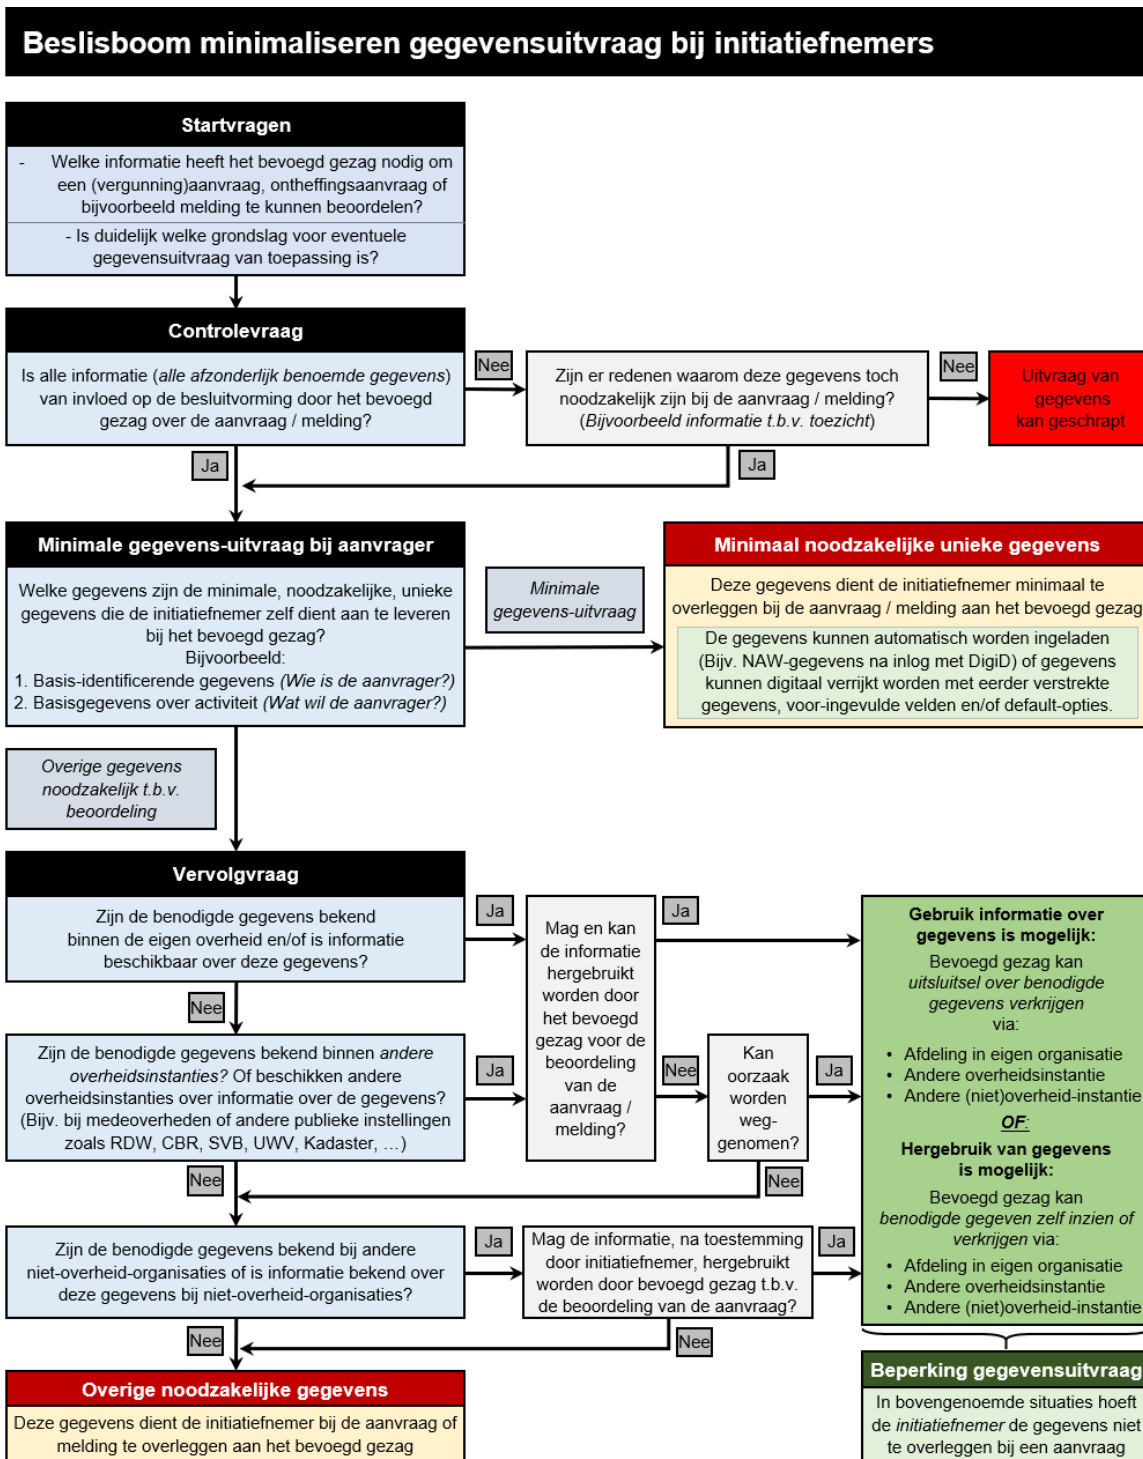 Beslisboom minimaliseren gegevensuitvraag bij initiatiefnemers
Startvragen
- Welke informatie heeft het bevoegd gezag nodig om
een (vergunning)aanvraag, ontheffingsaanvraag of
bijvoorbeeld melding te kunnen beoordelen?
- Is duidelijk welke grondslag voor eventuele
gegevensuitvraag van toepassing is?
Controlevraag
Is alle informatie (alle afzonderlijk benoemde gegevens)
van invloed op de besluitvorming door het bevoegd
gezag over de aanvraag / melding?
Nee
Zijn er redenen waarom deze gegevens toch
noodzakelijk zijn bij de aanvraag / melding?
(Bijvoorbeeld informatie t.b.v. toezicht)
Nee
Uitvraag van
gegevens
kan geschrapt
Ja
Ja
Minimale gegevens-uitvraag bij aanvrager
Welke gegevens zijn de minimale, noodzakelijke, unieke
gegevens die de initiatiefnemer zelf dient aan te leveren
bij het bevoegd gezag?
Bijvoorbeeld:
1. Basis-identificerende gegevens (Wie is de aanvrager?)
2. Basisgegevens over activiteit (Wat wil de aanvrager?)
Minimale
gegevens-uitvraag
Minimaal noodzakelijke unieke gegevens
Deze gegevens dient de initiatiefnemer minimaal te
overleggen bij de aanvraag / melding aan het bevoegd gezag
De gegevens kunnen automatisch worden ingeladen
(Bijv. NAW-gegevens na inlog met DigiD) of gegevens
kunnen digitaal verrijkt worden met eerder verstrekte
gegevens, voor-ingevulde velden en/of default-opties.
Overige gegevens
noodzakelijk t.b.v.
beoordeling
Vervolgvraag
Zijn de benodigde gegevens bekend
binnen de eigen overheid en/of is informatie
beschikbaar over deze gegevens?
Ja
Mag en kan
de informatie
hergebruikt
worden door
het bevoegd
gezag voor de
beoordeling
van de
aanvraag /
melding?
Ja
Nee
Zijn de benodigde gegevens bekend binnen andere
overheidsinstanties? Of beschikken andere
overheidsinstanties over informatie over de gegevens?
(Bijv. bij medeoverheden of andere publieke instellingen
zoals RDW, CBR, SVB, UWV, Kadaster, …)
Ja
Nee
Kan
oorzaak
worden
weg-
genomen?
Ja
Nee
Nee
Zijn de benodigde gegevens bekend bij andere
niet-overheid-organisaties of is informatie bekend over
deze gegevens bij niet-overheid-organisaties?
Ja
Mag de informatie, na toestemming
door initiatiefnemer, hergebruikt
worden door bevoegd gezag t.b.v.
de beoordeling van de aanvraag?
Ja
Nee
Nee
Gebruik informatie over
gegevens is mogelijk:
Bevoegd gezag kan
uitsluitsel over benodigde
gegevens verkrijgen
via:
• Afdeling in eigen organisatie
• Andere overheidsinstantie
• Andere (niet)overheid-instantie
OF:
Hergebruik van gegevens
is mogelijk:
Bevoegd gezag kan
benodigde gegeven zelf inzien of
verkrijgen via:
• Afdeling in eigen organisatie
• Andere overheidsinstantie
• Andere (niet)overheid-instantie
Overige noodzakelijke gegevens
Deze gegevens dient de initiatiefnemer bij de aanvraag of
melding te overleggen aan het bevoegd gezag
Beperking gegevensuitvraag
In bovengenoemde situaties hoeft
de initiatiefnemer de gegevens niet
te overleggen bij een aanvraag